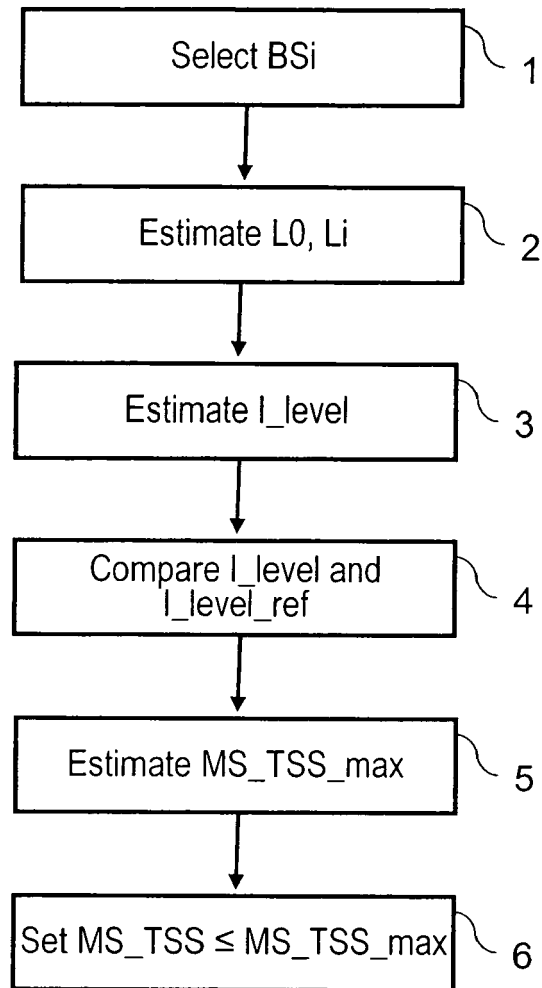 Select BSi
1
Estimate L0, Li
2
Estimate I_level
3
Compare I_level and
I_level_ref
4
Estimate MS_TSS_max
5
Set MS_TSS ≤ MS_TSS_max
6